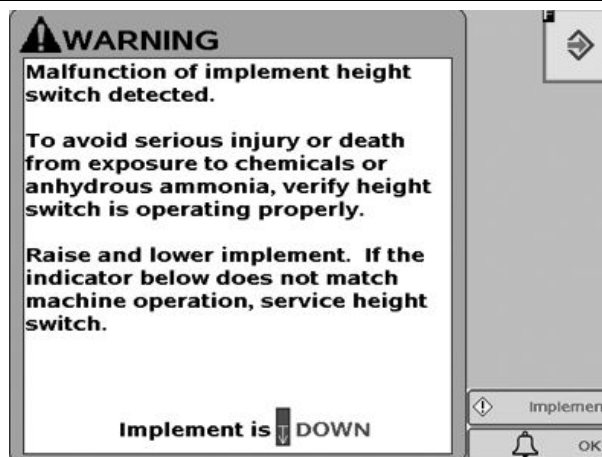 WARNING
Malfunction of implement height
switch detected.
To avoid serious injury or death
from exposure to chemicals or
anhydrous ammonia, verify height
switch is operating properly.
Raise and lower implement. If the
indicator below does not match
machine operation, service height
switch.
Implement is DOWN
F
Implemen
OK